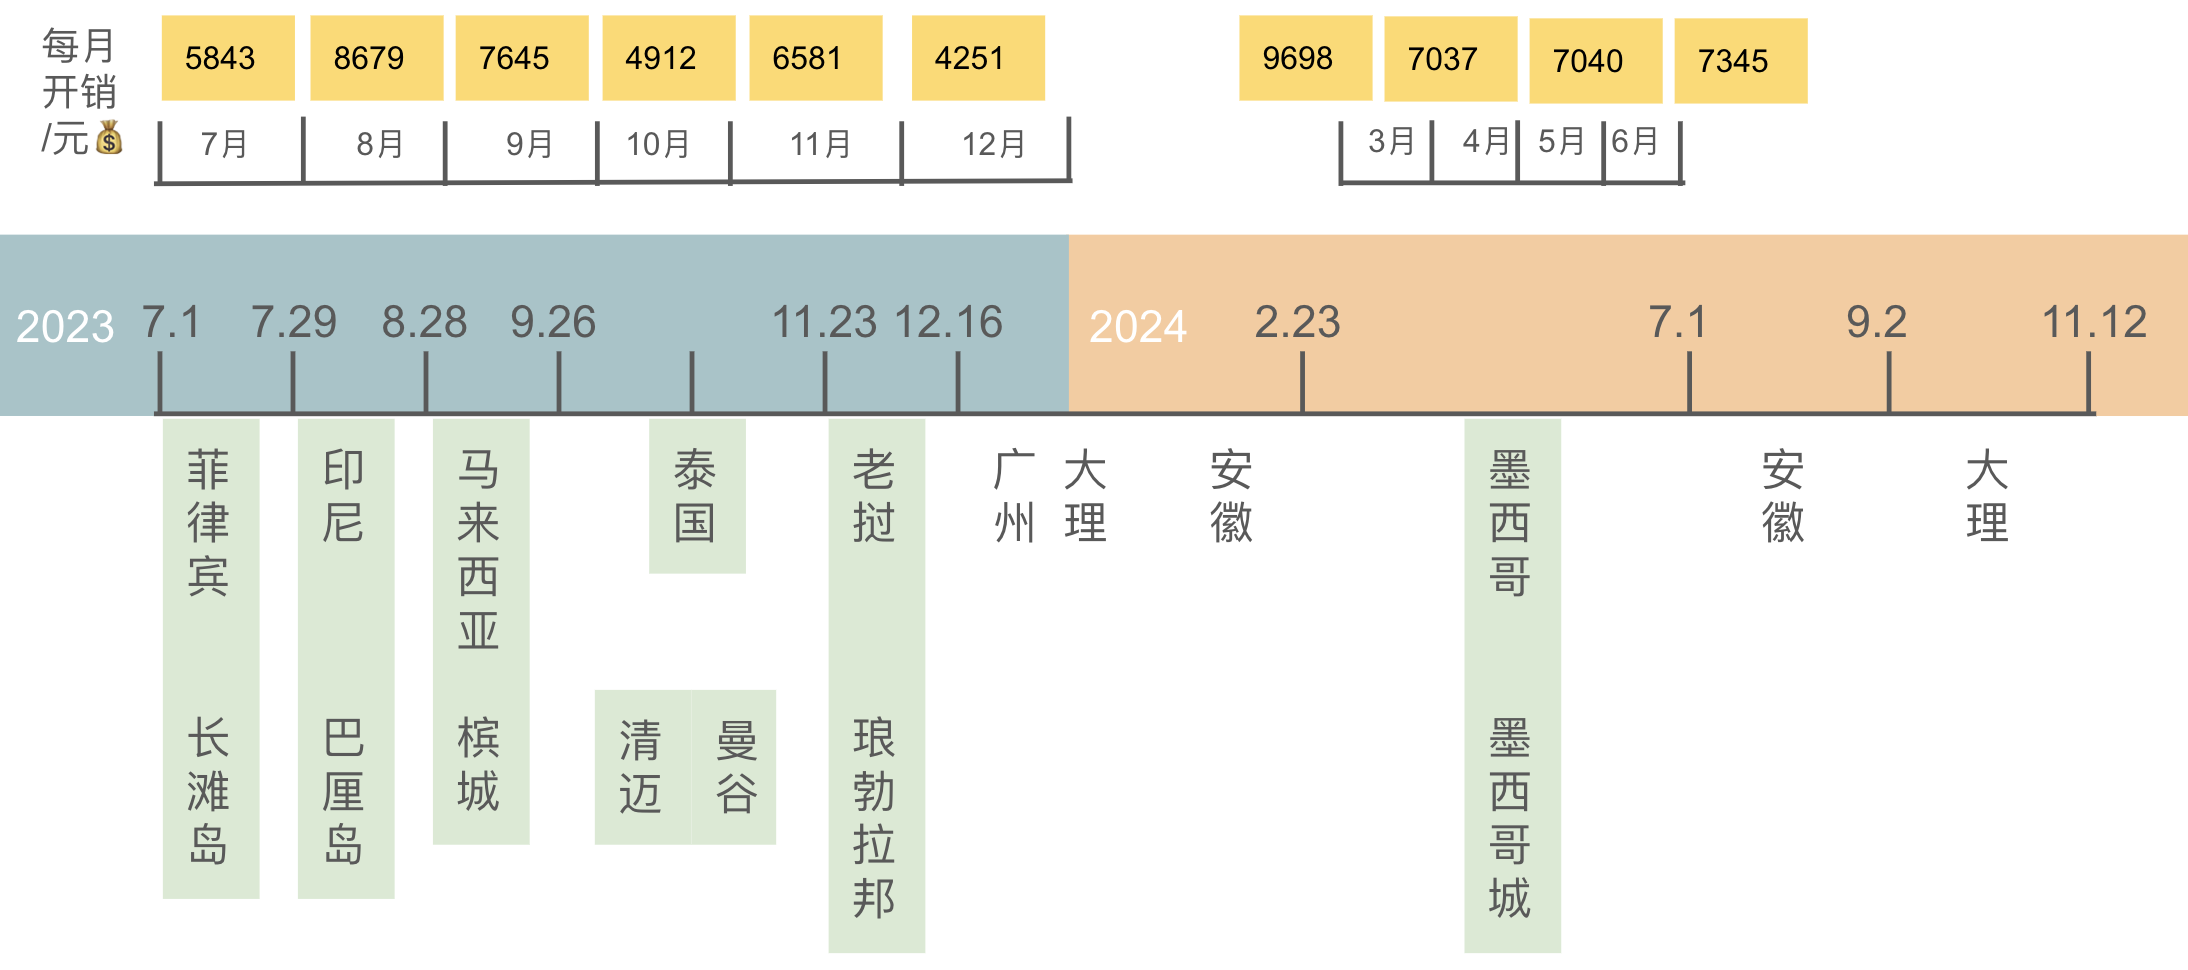 每月
开销
/元💰
5843
8679
7645
4912
6581
4251
9698
7037
7040
7345
7月
8月
9月
10月
11月
12月
3月
4月
5月
6月
2023
7.1
7.29
8.28
9.26
11.23
12.16
2024
2.23
7.1
9.2
11.12
菲律宾
印尼
马来西亚
泰国
老挝
广州
大理
安徽
墨西哥
安徽
大理
长滩岛
巴厘岛
槟城
清迈
曼谷
琅勃拉邦
墨西哥城